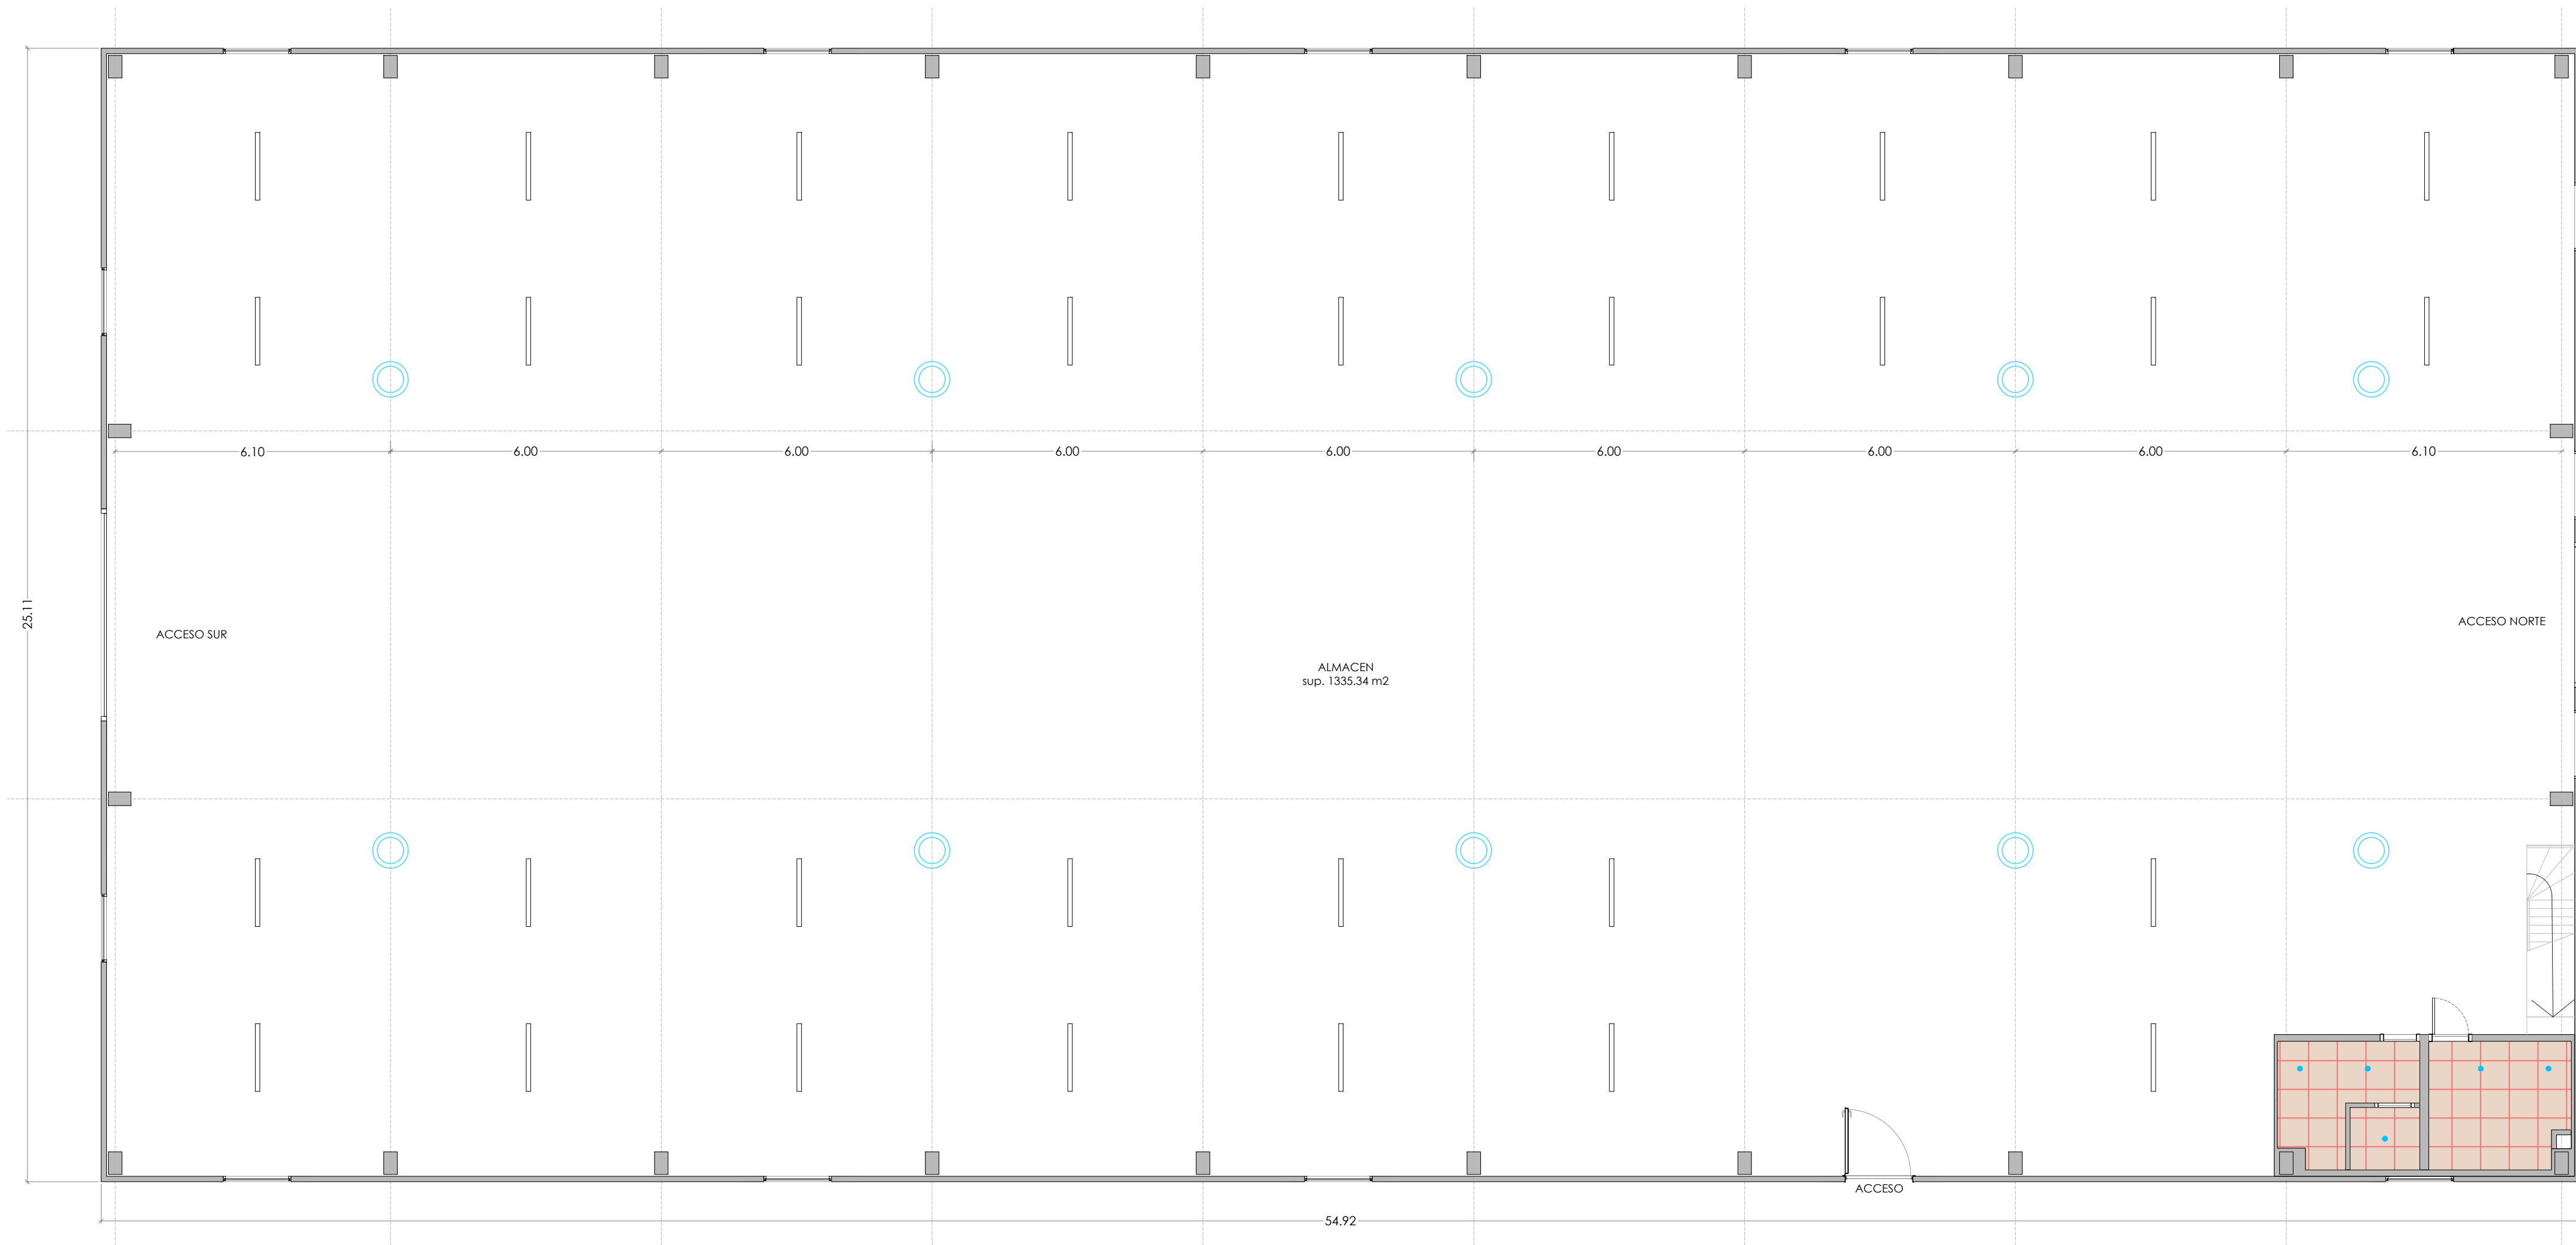 6.10
6.00
6.00
6.00
6.00
6.00
6.00
6.00
6.10
25.11
ACCESO SUR
ACCESO NORTE
ALMACEN
sup. 1335.34 m2
ACCESO
54.92